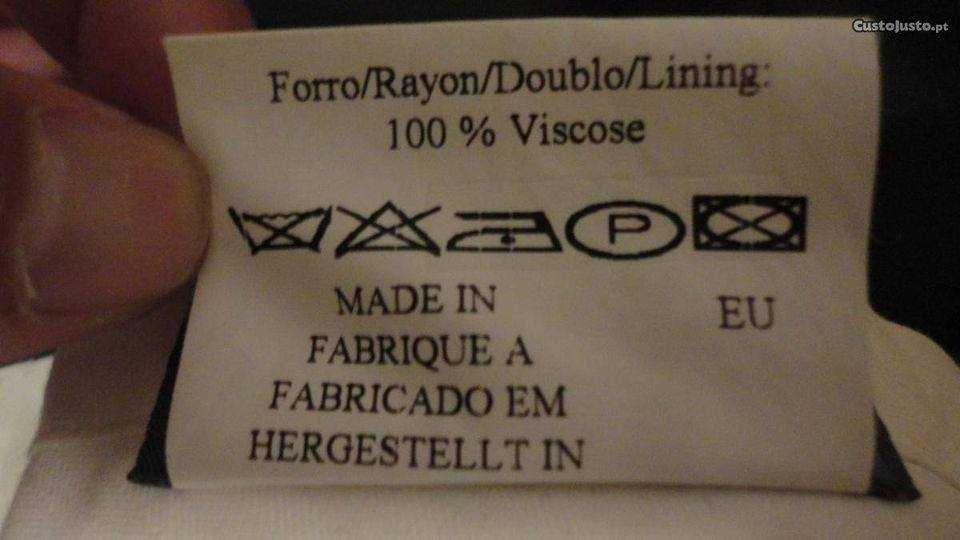 CustoJusto.pt
Forro/Rayon/Doublo/Lining:
100 % Viscose
P
MADE IN
EU
FABRIQUE A
FABRICADO EM
HERGESTELLT IN